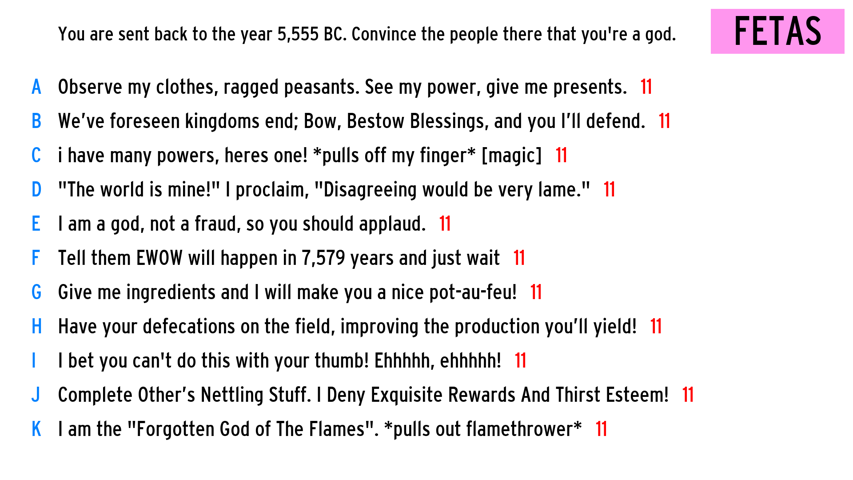 You are sent back to the year 5,555 BC. Convince the people there that you're a god.
FETAS
A Observe my clothes, ragged peasants. See my power, give me presents. 11
B We’ve foreseen kingdoms end; Bow, Bestow Blessings, and you I’ll defend. 11
C i have many powers, heres one! *pulls off my finger* [magic] 11
D "The world is mine!" I proclaim, "Disagreeing would be very lame." 11
E I am a god, not a fraud, so you should applaud. 11
F Tell them EWOW will happen in 7,579 years and just wait 11
G Give me ingredients and I will make you a nice pot-au-feu! 11
H Have your defecations on the field, improving the production you’ll yield! 11
I I bet you can't do this with your thumb! Ehhhhh, ehhhhh! 11
J Complete Other’s Nettling Stuff. I Deny Exquisite Rewards And Thirst Esteem! 11
K I am the "Forgotten God of The Flames". *pulls out flamethrower* 11